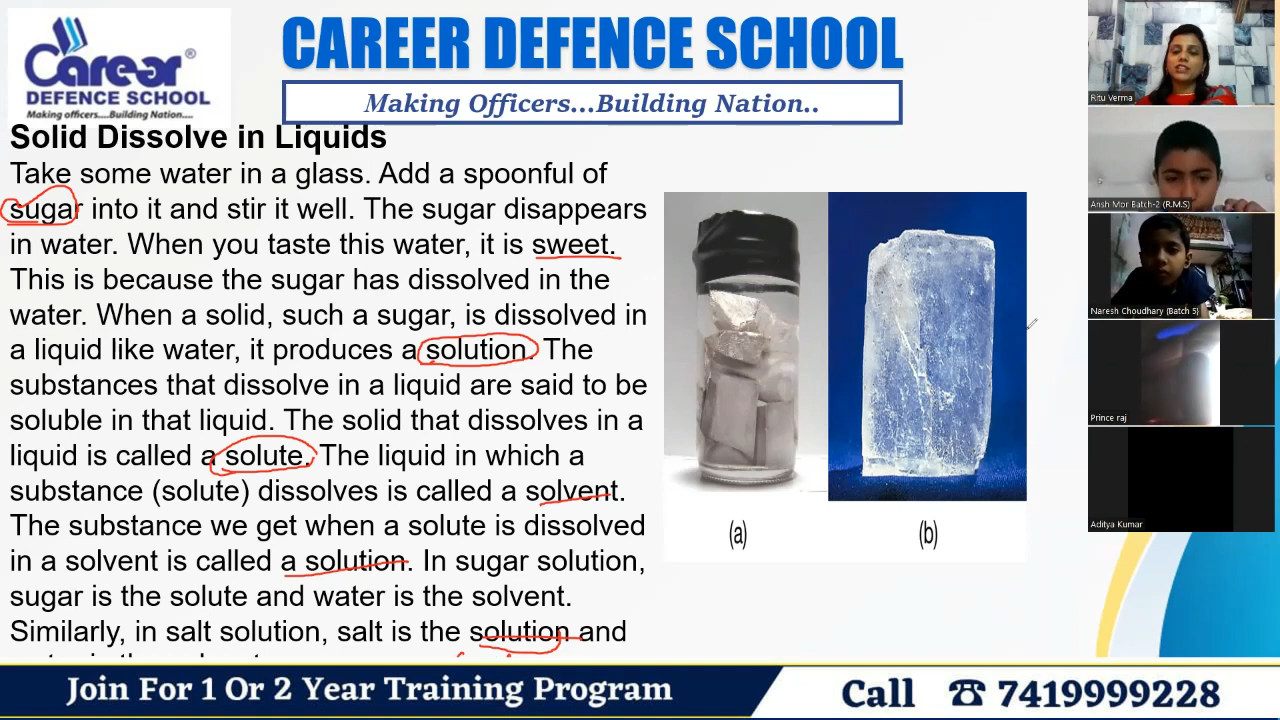 Career®
DEFENCE SCHOOL
Making officers....Building Nation....
CAREER DEFENCE SCHOOL
Making Officers...Building Nation..
Solid Dissolve in Liquids
Take some water in a glass. Add a spoonful of
sugar into it and stir it well. The sugar disappears
in water. When you taste this water, it is sweet.
This is because the sugar has dissolved in the
water. When a solid, such a sugar, is dissolved in
a liquid like water, it produces a solution. The
substances that dissolve in a liquid are said to be
soluble in that liquid. The solid that dissolves in a
liquid is called a solute. The liquid in which a
substance (solute) dissolves is called a solvent.
The substance we get when a solute is dissolved
in a solvent is called a solution. In sugar solution,
sugar is the solute and water is the solvent.
Similarly, in salt solution, salt is the solution and
(a)
(b)
Ritu Verma
Ansh Mor Batch-2 (R.M.S)
Naresh Choudhary (Batch 5)
Prince raj
Aditya Kumar
Join For 1 Or 2 Year Training Program
Call ☎ 7419999228